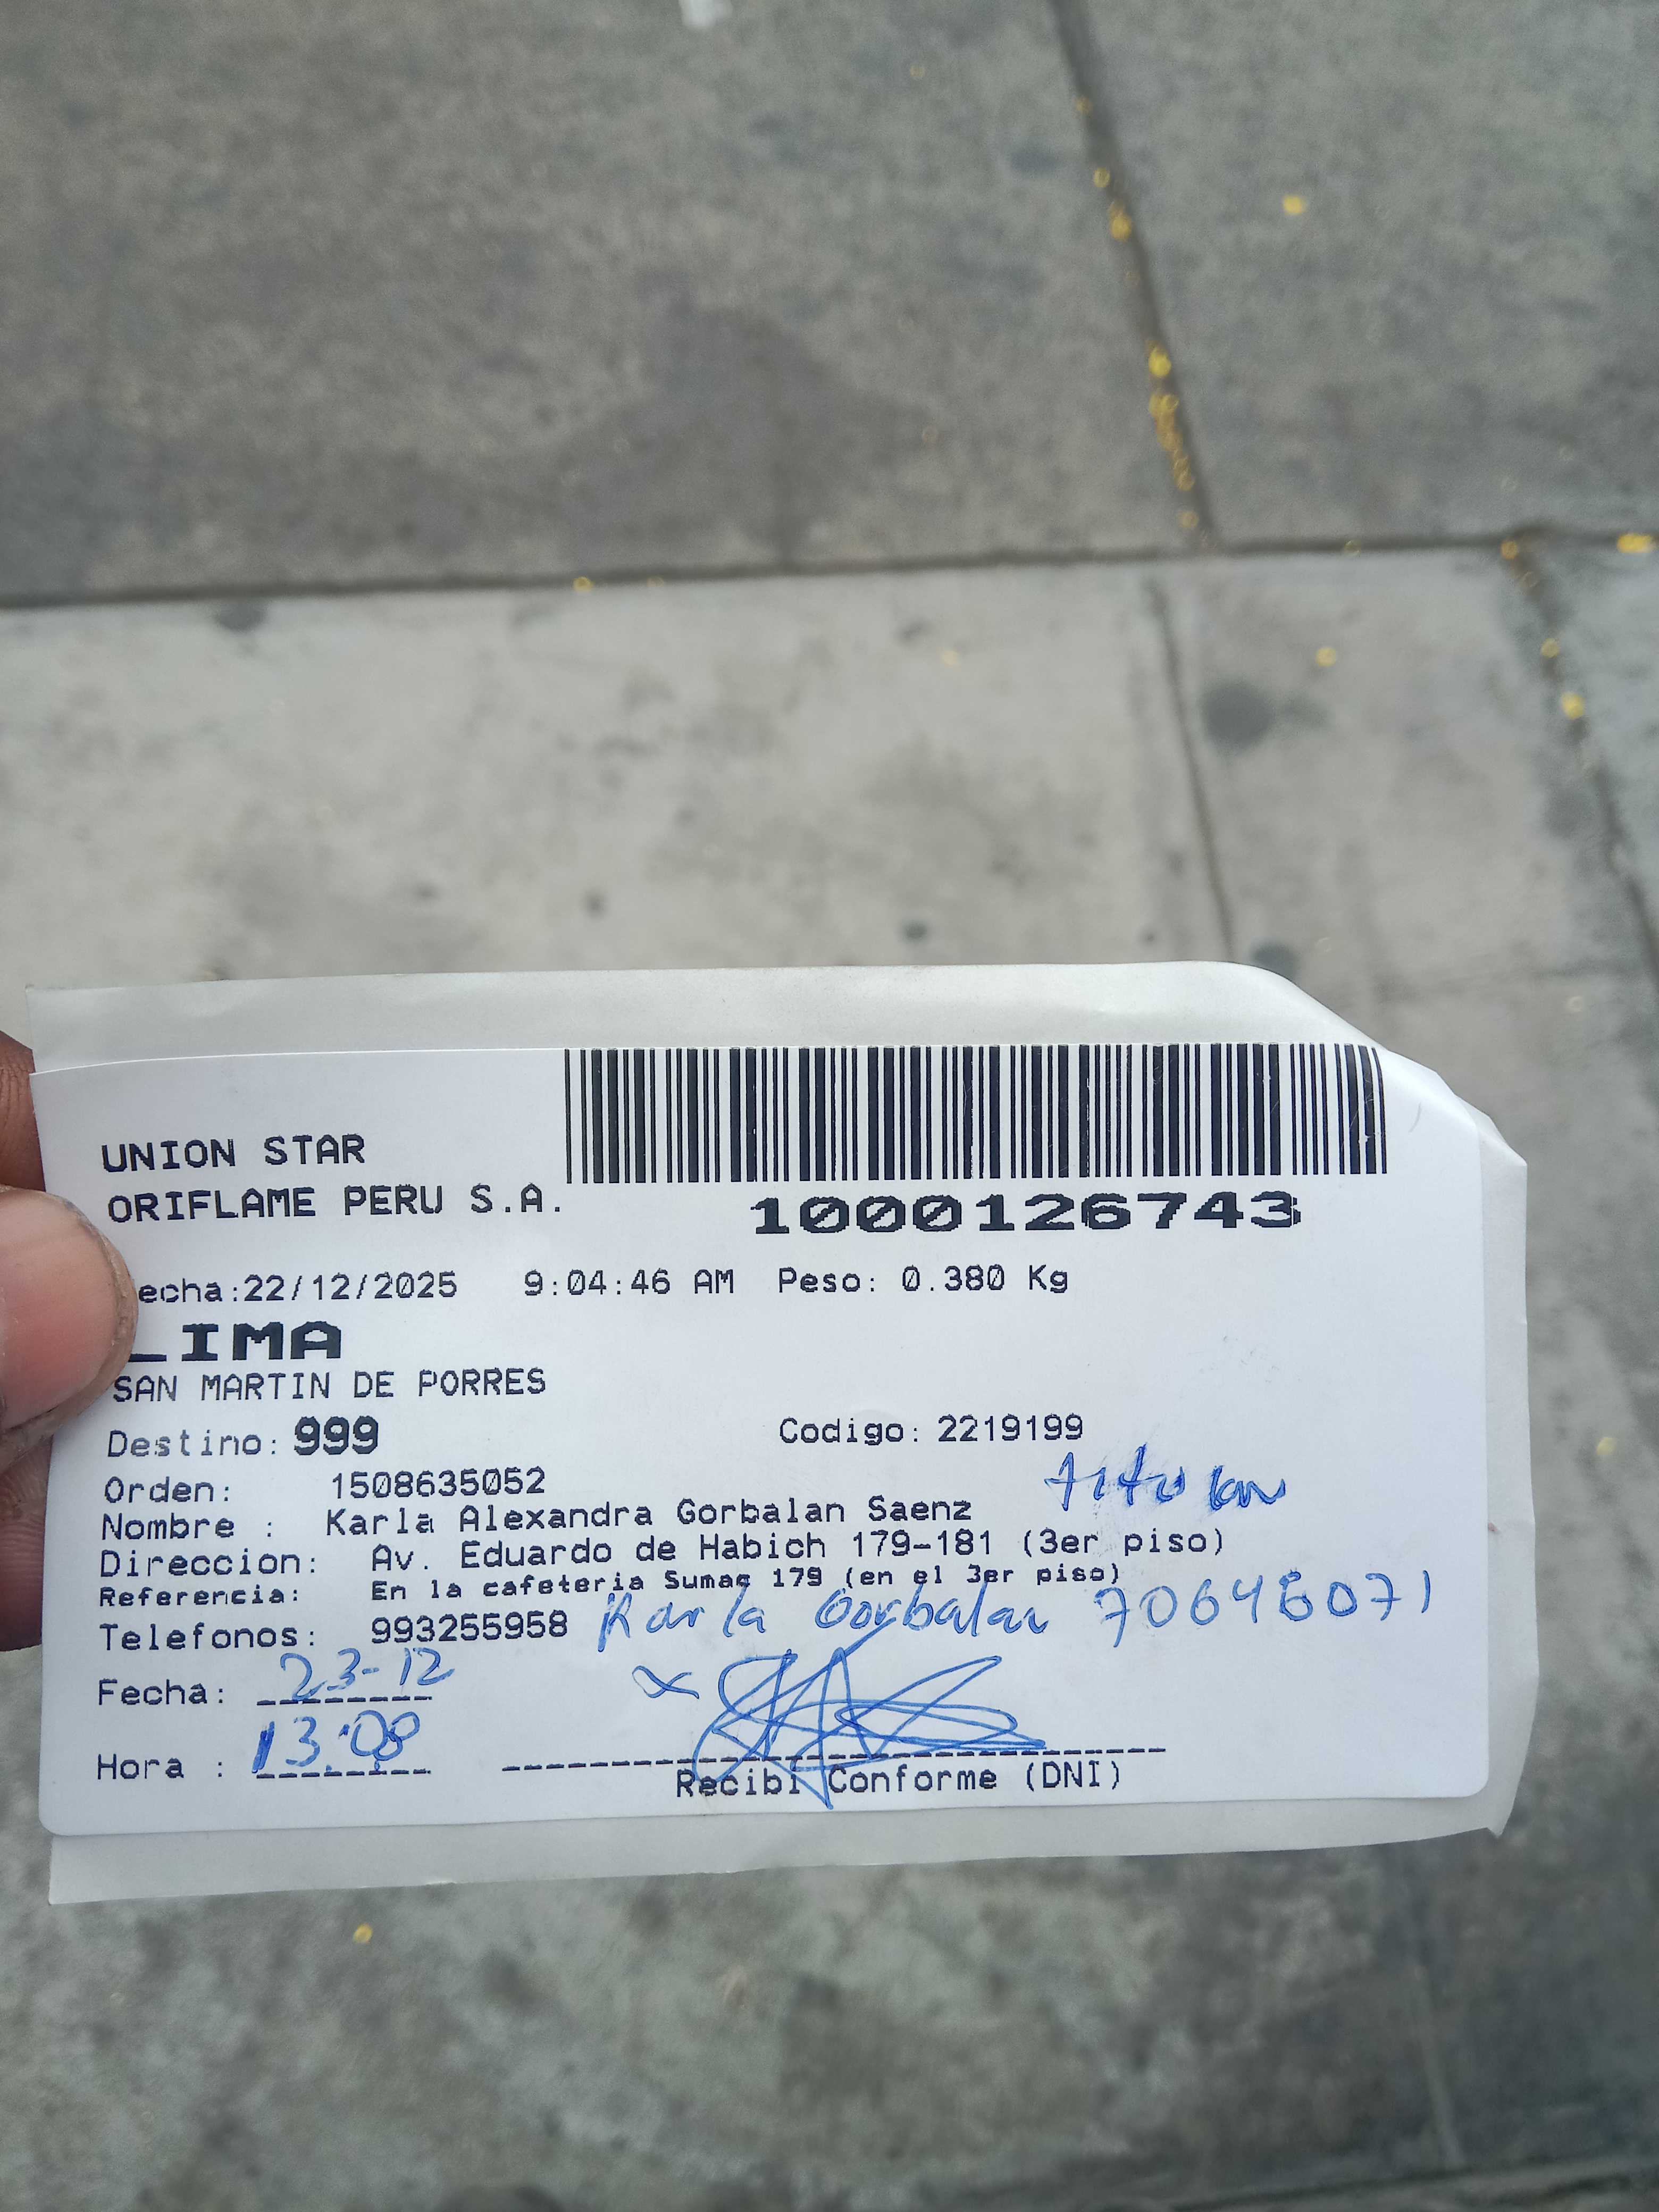 UNION STAR
ORIFLAME PERU S.A.
1000126743
echa:22/12/2025 9:04:46 AM Peso: 0.380 Kg
LIMA
SAN MARTIN DE PORRES
Destino: 999 Codigo: 2219199
Orden: 1508635052 titular
Nombre : Karla Alexandra Gorbalan Saenz
Direccion: Av. Eduardo de Habich 179-181 (3er piso)
Referencia: En la cafeteria Sumaq 179 (en el 3er piso)
Telefonos: 993255958 Karla Gorbalan 70646071
Fecha: 23-12
Hora : 13:08
x
Recibi Conforme (DNI)